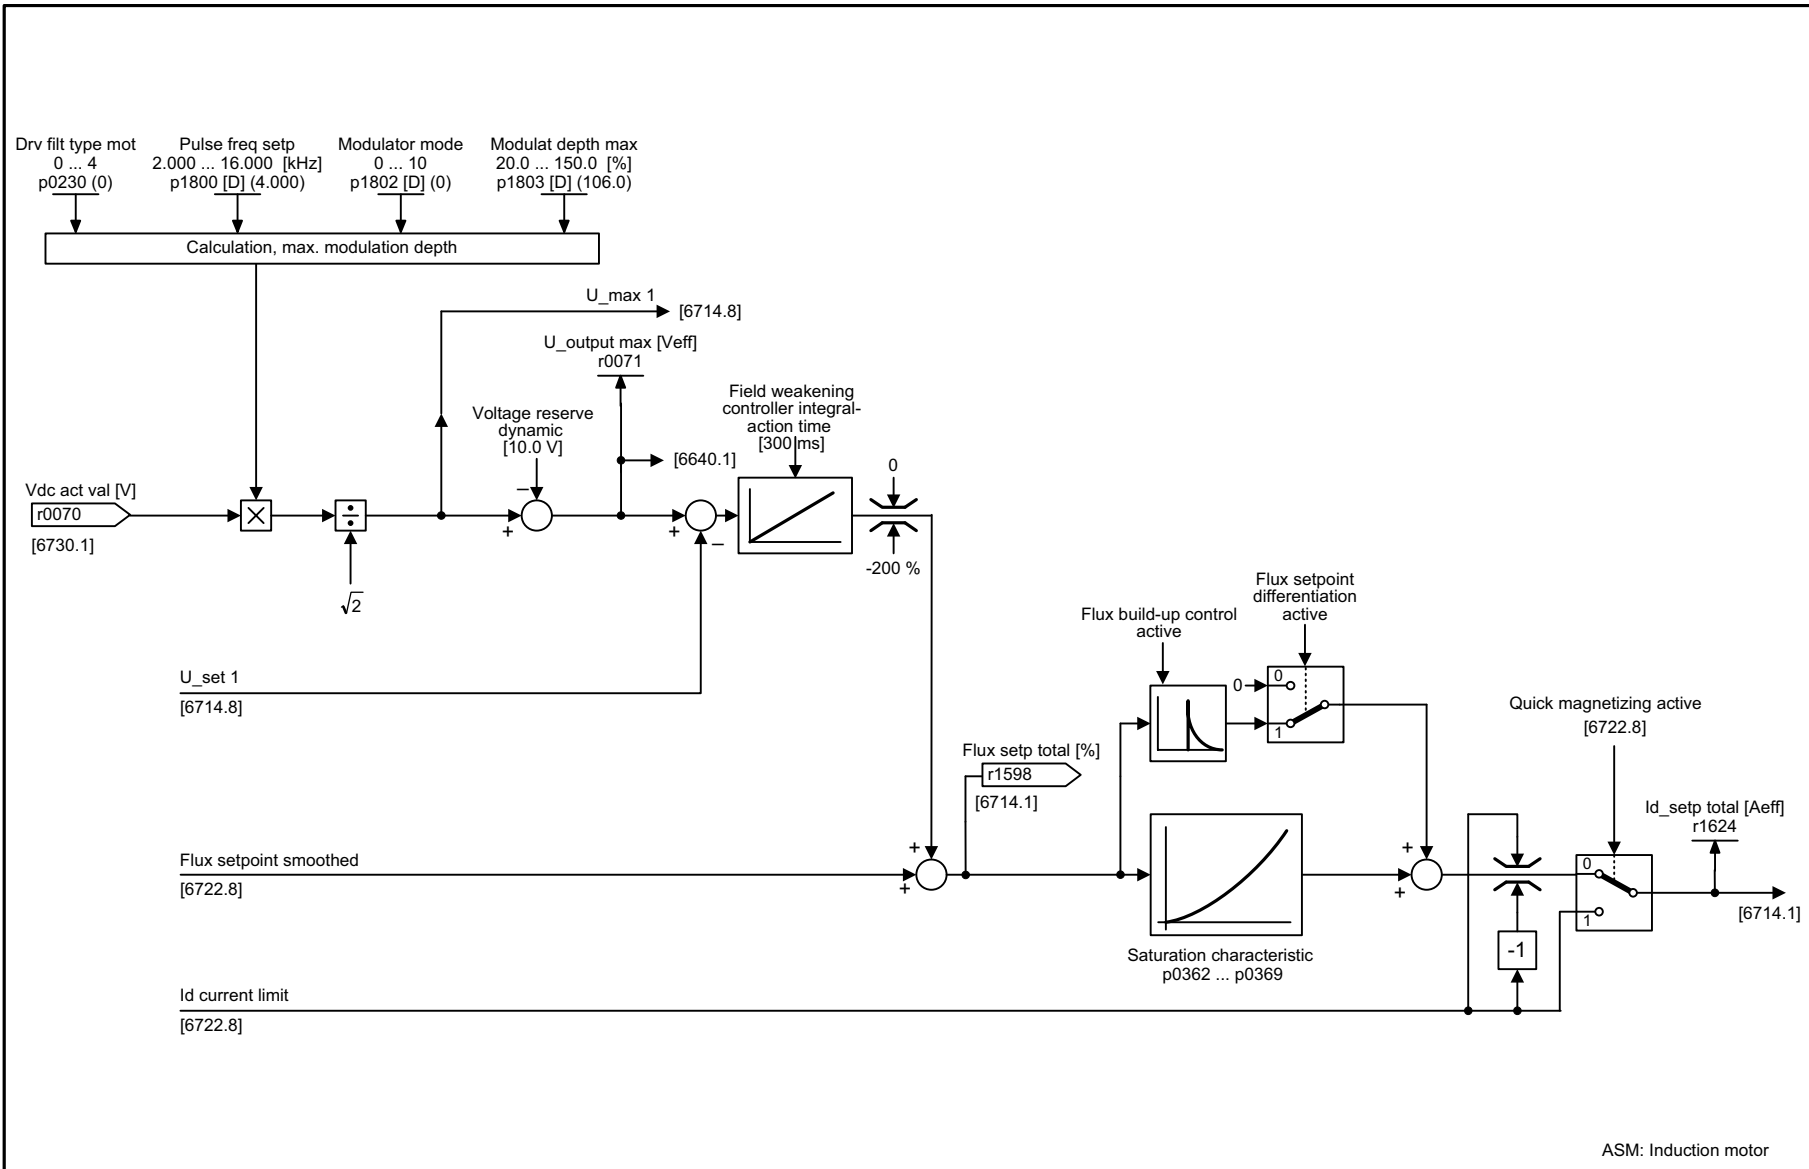 Drv filt type mot
0 ... 4
p0230 (0)
Pulse freq setp
2.000 ... 16.000 [kHz]
p1800 [D] (4.000)
Modulator mode
0 ... 10
p1802 [D] (0)
Modulat depth max
20.0 ... 150.0 [%]
p1803 [D] (106.0)
Calculation, max. modulation depth
U_max 1
[6714.8]
U_output max [Veff]
r0071
Voltage reserve
dynamic
[10.0 V]
Field weakening
controller integral-
action time
[300 ms]
[6640.1]
0
-200 %
Vdc act val [V]
r0070
[6730.1]
×
÷
√2
–
+
+
–
U_set 1
[6714.8]
Flux build-up control
active
Flux setpoint
differentiation
active
0
0
1
Quick magnetizing active
[6722.8]
Flux setp total [%]
r1598
[6714.1]
Id_setp total [Aeff]
r1624
Flux setpoint smoothed
[6722.8]
+
+
+
+
0
1
[6714.1]
-1
Saturation characteristic
p0362 ... p0369
Id current limit
[6722.8]
ASM: Induction motor